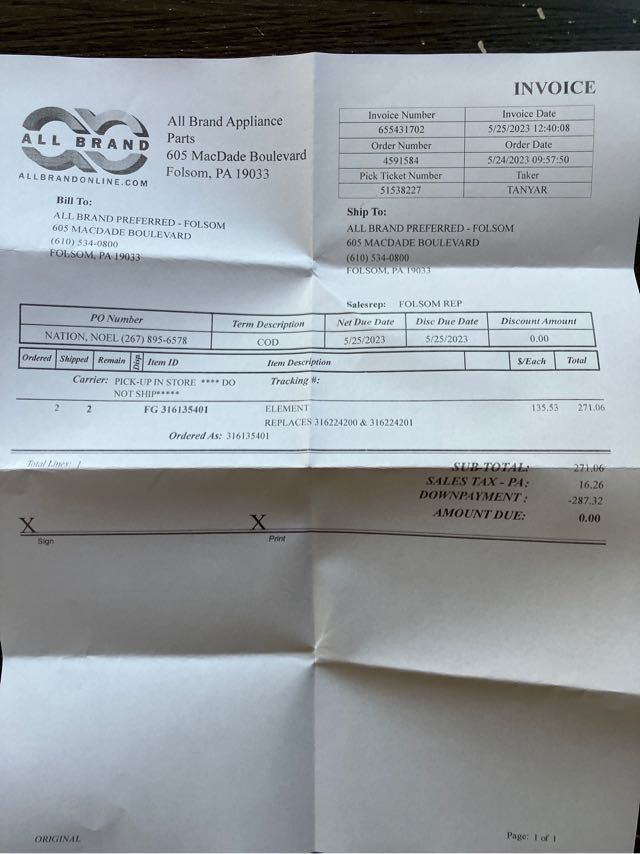 INVOICE
ALL BRAND
ALLBRANDONLINE.COM
All Brand Appliance
Parts
605 MacDade Boulevard
Folsom, PA 19033
Invoice Number Invoice Date
655431702 5/25/2023 12:40:08
Order Number Order Date
4591584 5/24/2023 09:57:50
Pick Ticket Number Taker
51538227 TANYAR
Bill To:
ALL BRAND PREFERRED - FOLSOM
605 MACDADE BOULEVARD
(610) 534-0800
FOLSOM, PA 19033
Ship To:
ALL BRAND PREFERRED - FOLSOM
605 MACDADE BOULEVARD
(610) 534-0800
FOLSOM, PA 19033
Salesrep: FOLSOM REP
PO Number Term Description Net Due Date Disc Due Date Discount Amount
NATION, NOEL (267) 895-6578 COD 5/25/2023 5/25/2023 0.00
Ordered Shipped Remain Disp. Item ID Item Description $/Each Total
Carrier: PICK-UP IN STORE **** DO Tracking #:
NOT SHIP*****
2 2 FG 316135401 ELEMENT 135.53 271.06
REPLACES 316224200 & 316224201
Ordered As: 316135401
Total Lines: 1 SUB-TOTAL: 271.06
SALES TAX - PA: 16.26
DOWNPAYMENT : -287.32
AMOUNT DUE: 0.00
X X
Sign Print
ORIGINAL Page: 1 of 1